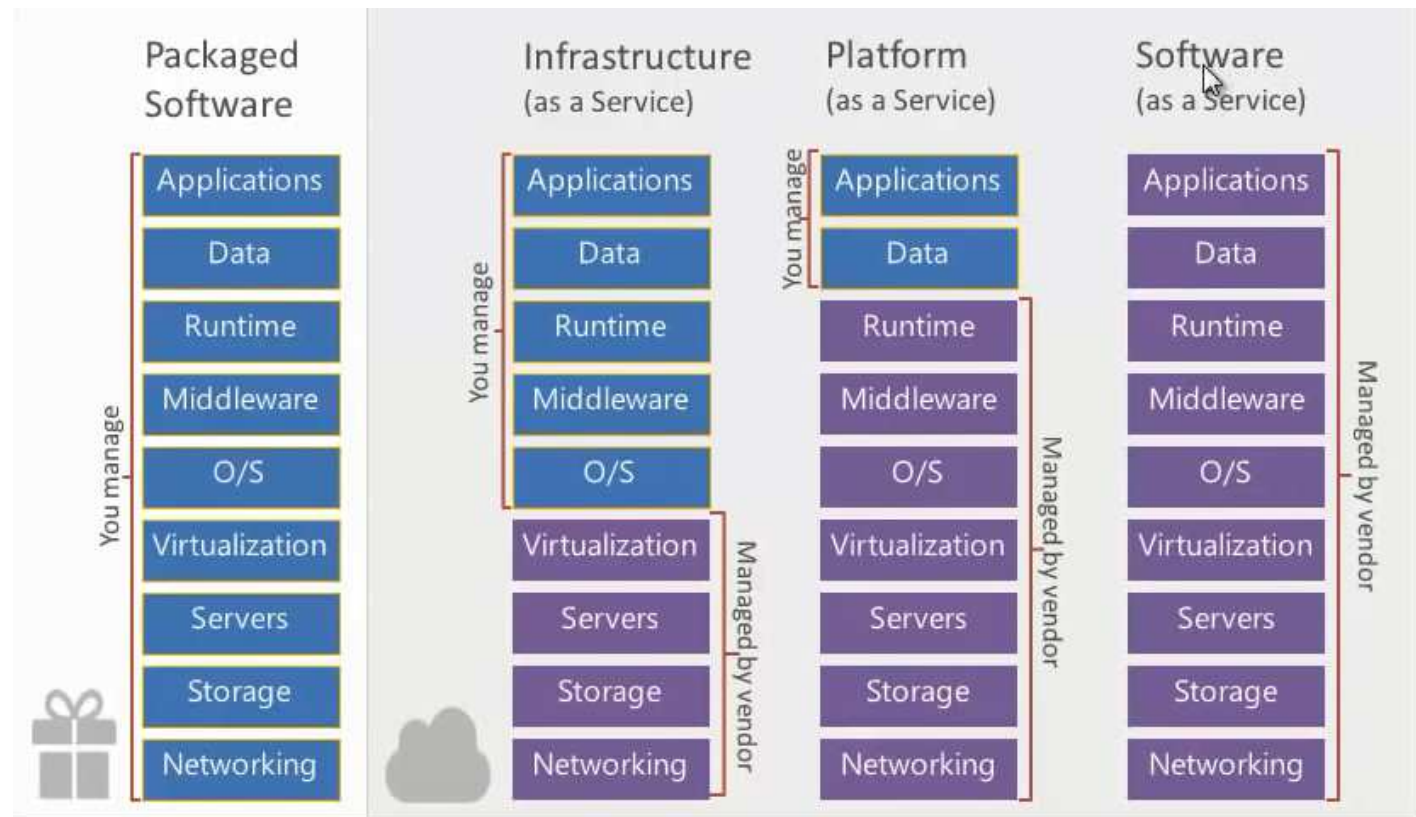 Packaged
Software
You manage
Applications
Data
Runtime
Middleware
O/S
Virtualization
Servers
Storage
Networking
Infrastructure
(as a Service)
You manage
Applications
Data
Runtime
Middleware
O/S
Virtualization
Servers
Storage
Networking
Managed by vendor
Platform
(as a Service)
You manage
Applications
Data
Runtime
Middleware
O/S
Virtualization
Servers
Storage
Networking
Managed by vendor
Software
(as a Service)
Applications
Data
Runtime
Middleware
O/S
Virtualization
Servers
Storage
Networking
Managed by vendor